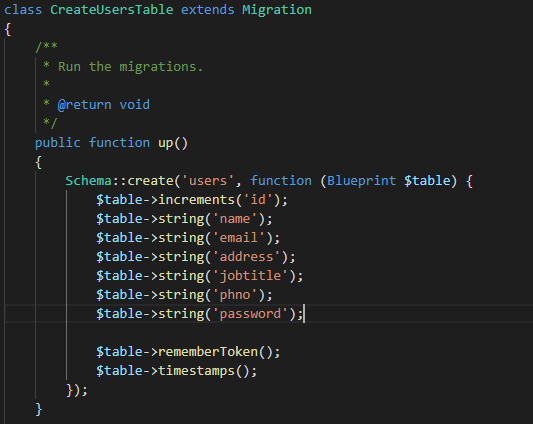 class CreateUsersTable extends Migration
{
    /**
     * Run the migrations.
     *
     * @return void
     */
    public function up()
    {
        Schema::create('users', function (Blueprint $table) {
            $table->increments('id');
            $table->string('name');
            $table->string('email');
            $table->string('address');
            $table->string('jobtitle');
            $table->string('phno');
            $table->string('password');

            $table->rememberToken();
            $table->timestamps();
        });
    }